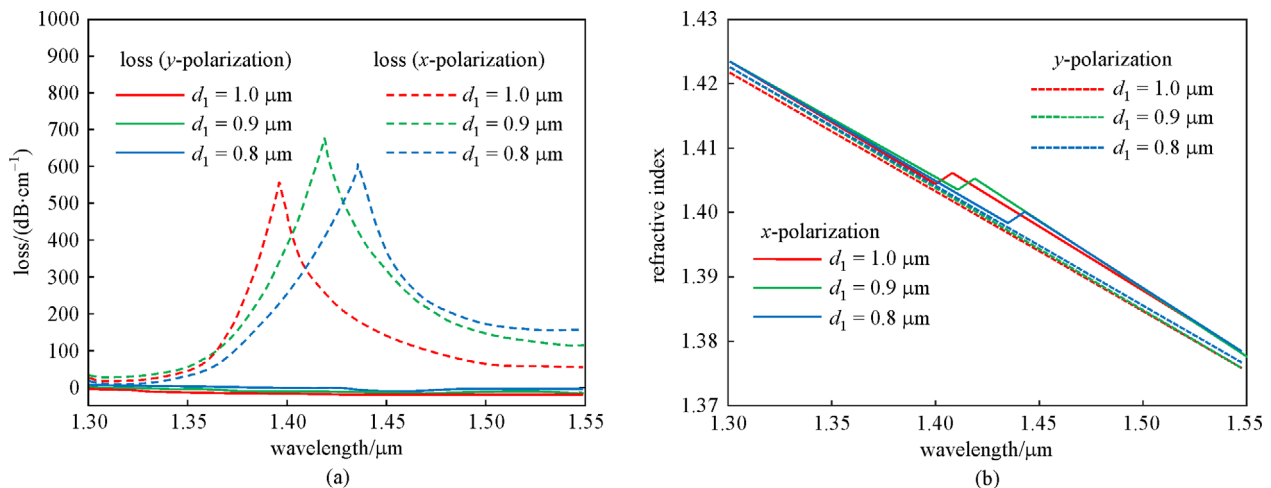 1000
900
800
700
600
500
400
300
200
100
0
loss/(dB·cm⁻¹)
loss (y-polarization)
d₁ = 1.0 μm
d₁ = 0.9 μm
d₁ = 0.8 μm
loss (x-polarization)
d₁ = 1.0 μm
d₁ = 0.9 μm
d₁ = 0.8 μm
1.30 1.35 1.40 1.45 1.50 1.55
wavelength/μm
(a)
1.43
1.42
1.41
1.40
1.39
1.38
1.37
refractive index
y-polarization
d₁ = 1.0 μm
d₁ = 0.9 μm
d₁ = 0.8 μm
x-polarization
d₁ = 1.0 μm
d₁ = 0.9 μm
d₁ = 0.8 μm
1.30 1.35 1.40 1.45 1.50 1.55
wavelength/μm
(b)